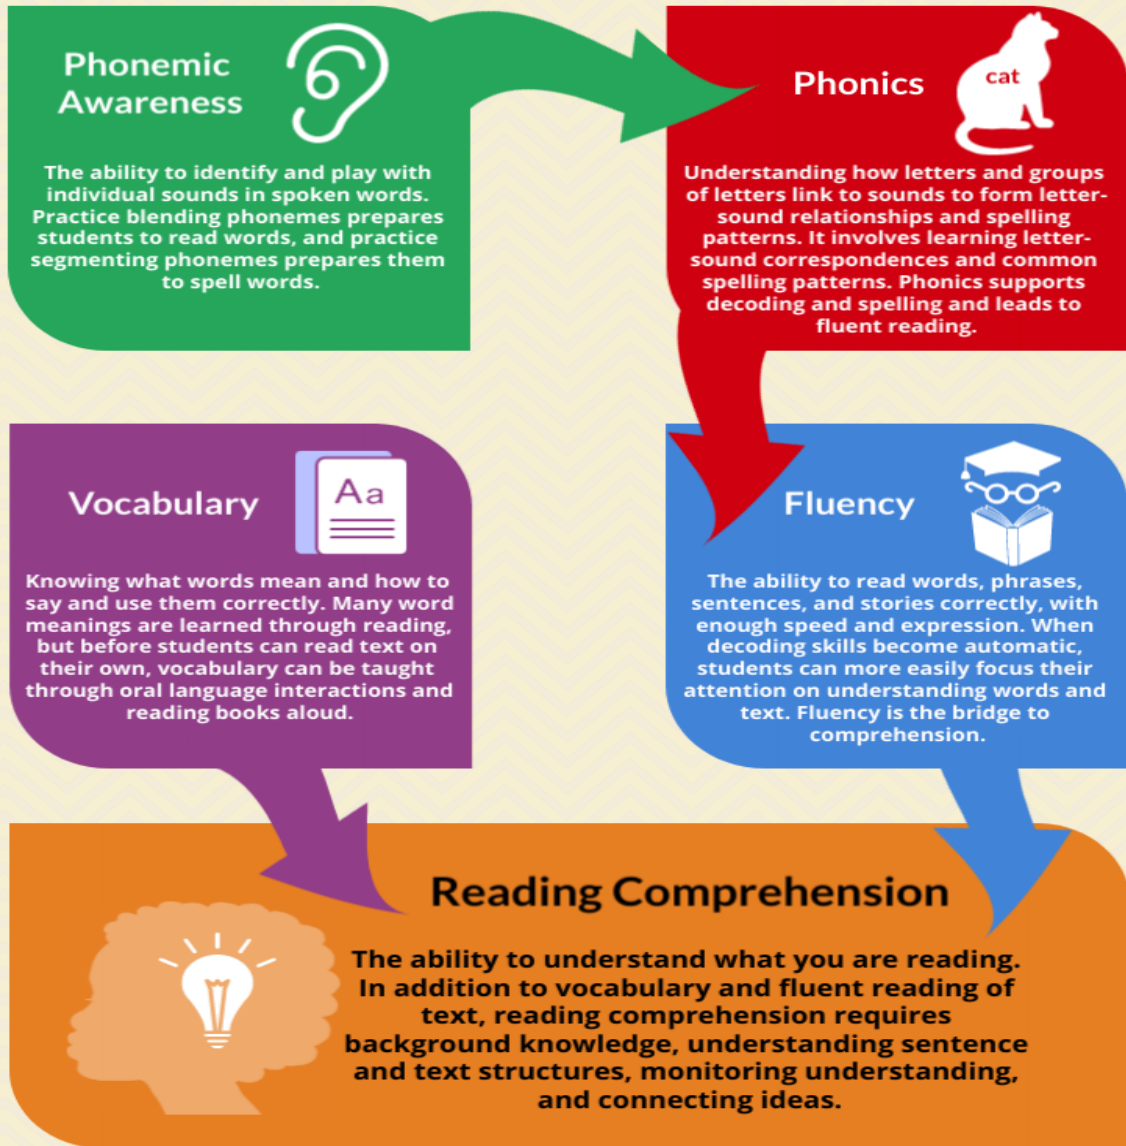 Phonemic
Awareness
The ability to identify and play with
individual sounds in spoken words.
Practice blending phonemes prepares
students to read words, and practice
segmenting phonemes prepares them
to spell words.
Phonics
cat
Understanding how letters and groups
of letters link to sounds to form letter-
sound relationships and spelling
patterns. It involves learning letter-
sound correspondences and common
spelling patterns. Phonics supports
decoding and spelling and leads to
fluent reading.
Vocabulary
Aa
Knowing what words mean and how to
say and use them correctly. Many word
meanings are learned through reading,
but before students can read text on
their own, vocabulary can be taught
through oral language interactions and
reading books aloud.
Fluency
The ability to read words, phrases,
sentences, and stories correctly, with
enough speed and expression. When
decoding skills become automatic,
students can more easily focus their
attention on understanding words and
text. Fluency is the bridge to
comprehension.
Reading Comprehension
The ability to understand what you are reading.
In addition to vocabulary and fluent reading of
text, reading comprehension requires
background knowledge, understanding sentence
and text structures, monitoring understanding,
and connecting ideas.